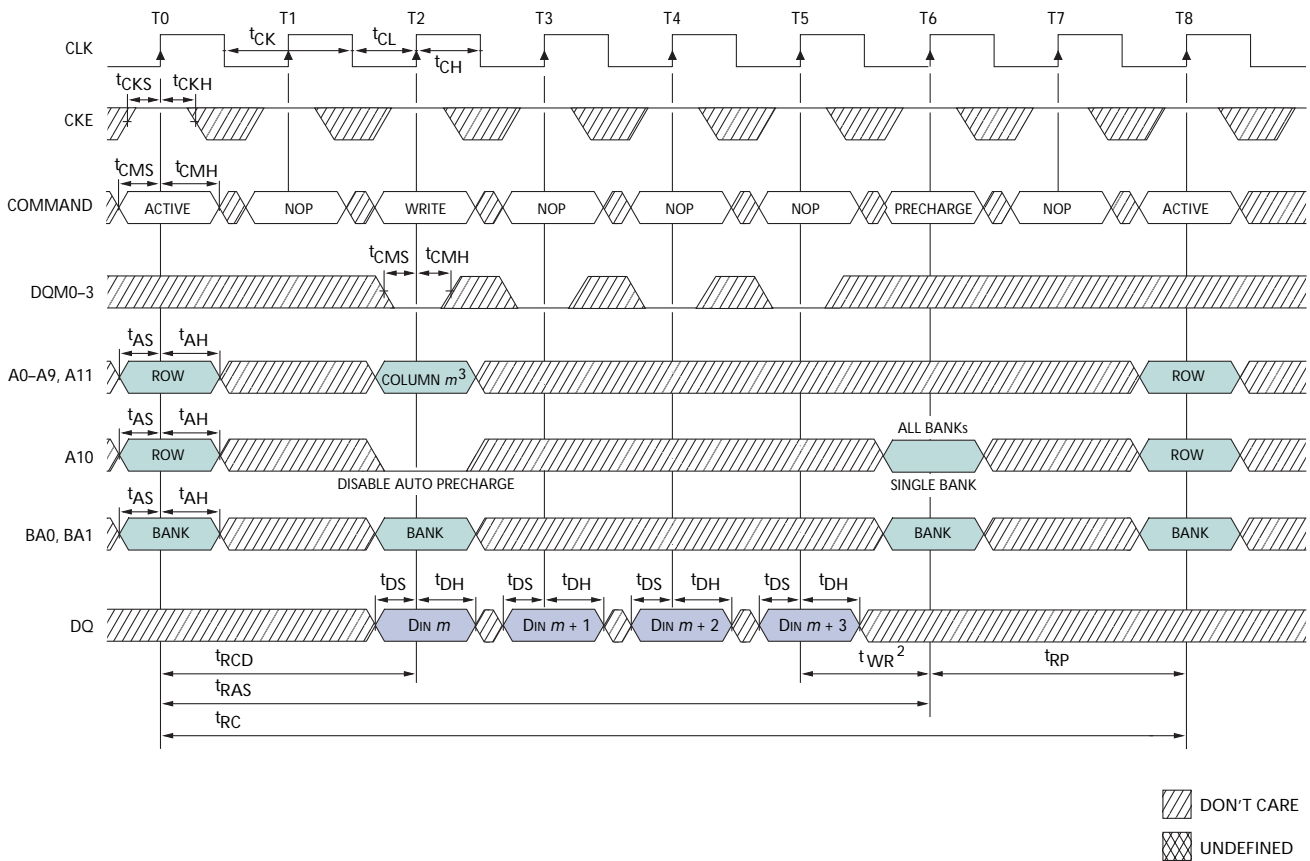 T0 T1 T2 T3 T4 T5 T6 T7 T8
CLK tCK tCL tCH
tCKS tCKH
CKE
tCMS tCMH
COMMAND ACTIVE NOP WRITE NOP NOP NOP PRECHARGE NOP ACTIVE
tCMS tCMH
DQM0–3
tAS tAH
A0–A9, A11 ROW COLUMN m3 ROW
tAS tAH ALL BANKs
A10 ROW ROW
DISABLE AUTO PRECHARGE SINGLE BANK
tAS tAH
BA0, BA1 BANK BANK BANK BANK
tDS tDH tDS tDH tDS tDH tDS tDH
DQ DIN m DIN m + 1 DIN m + 2 DIN m + 3
tRCD tWR2 tRP
tRAS
tRC
DON'T CARE
UNDEFINED